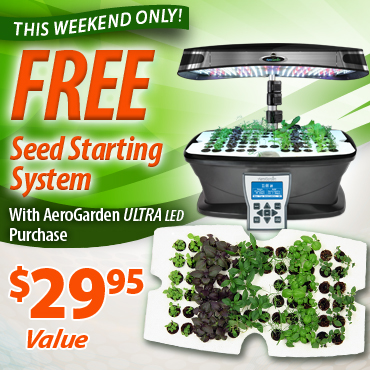 THIS WEEKEND ONLY!
FREE
Seed Starting
System
With AeroGarden ULTRA LED
Purchase
$29.95
Value